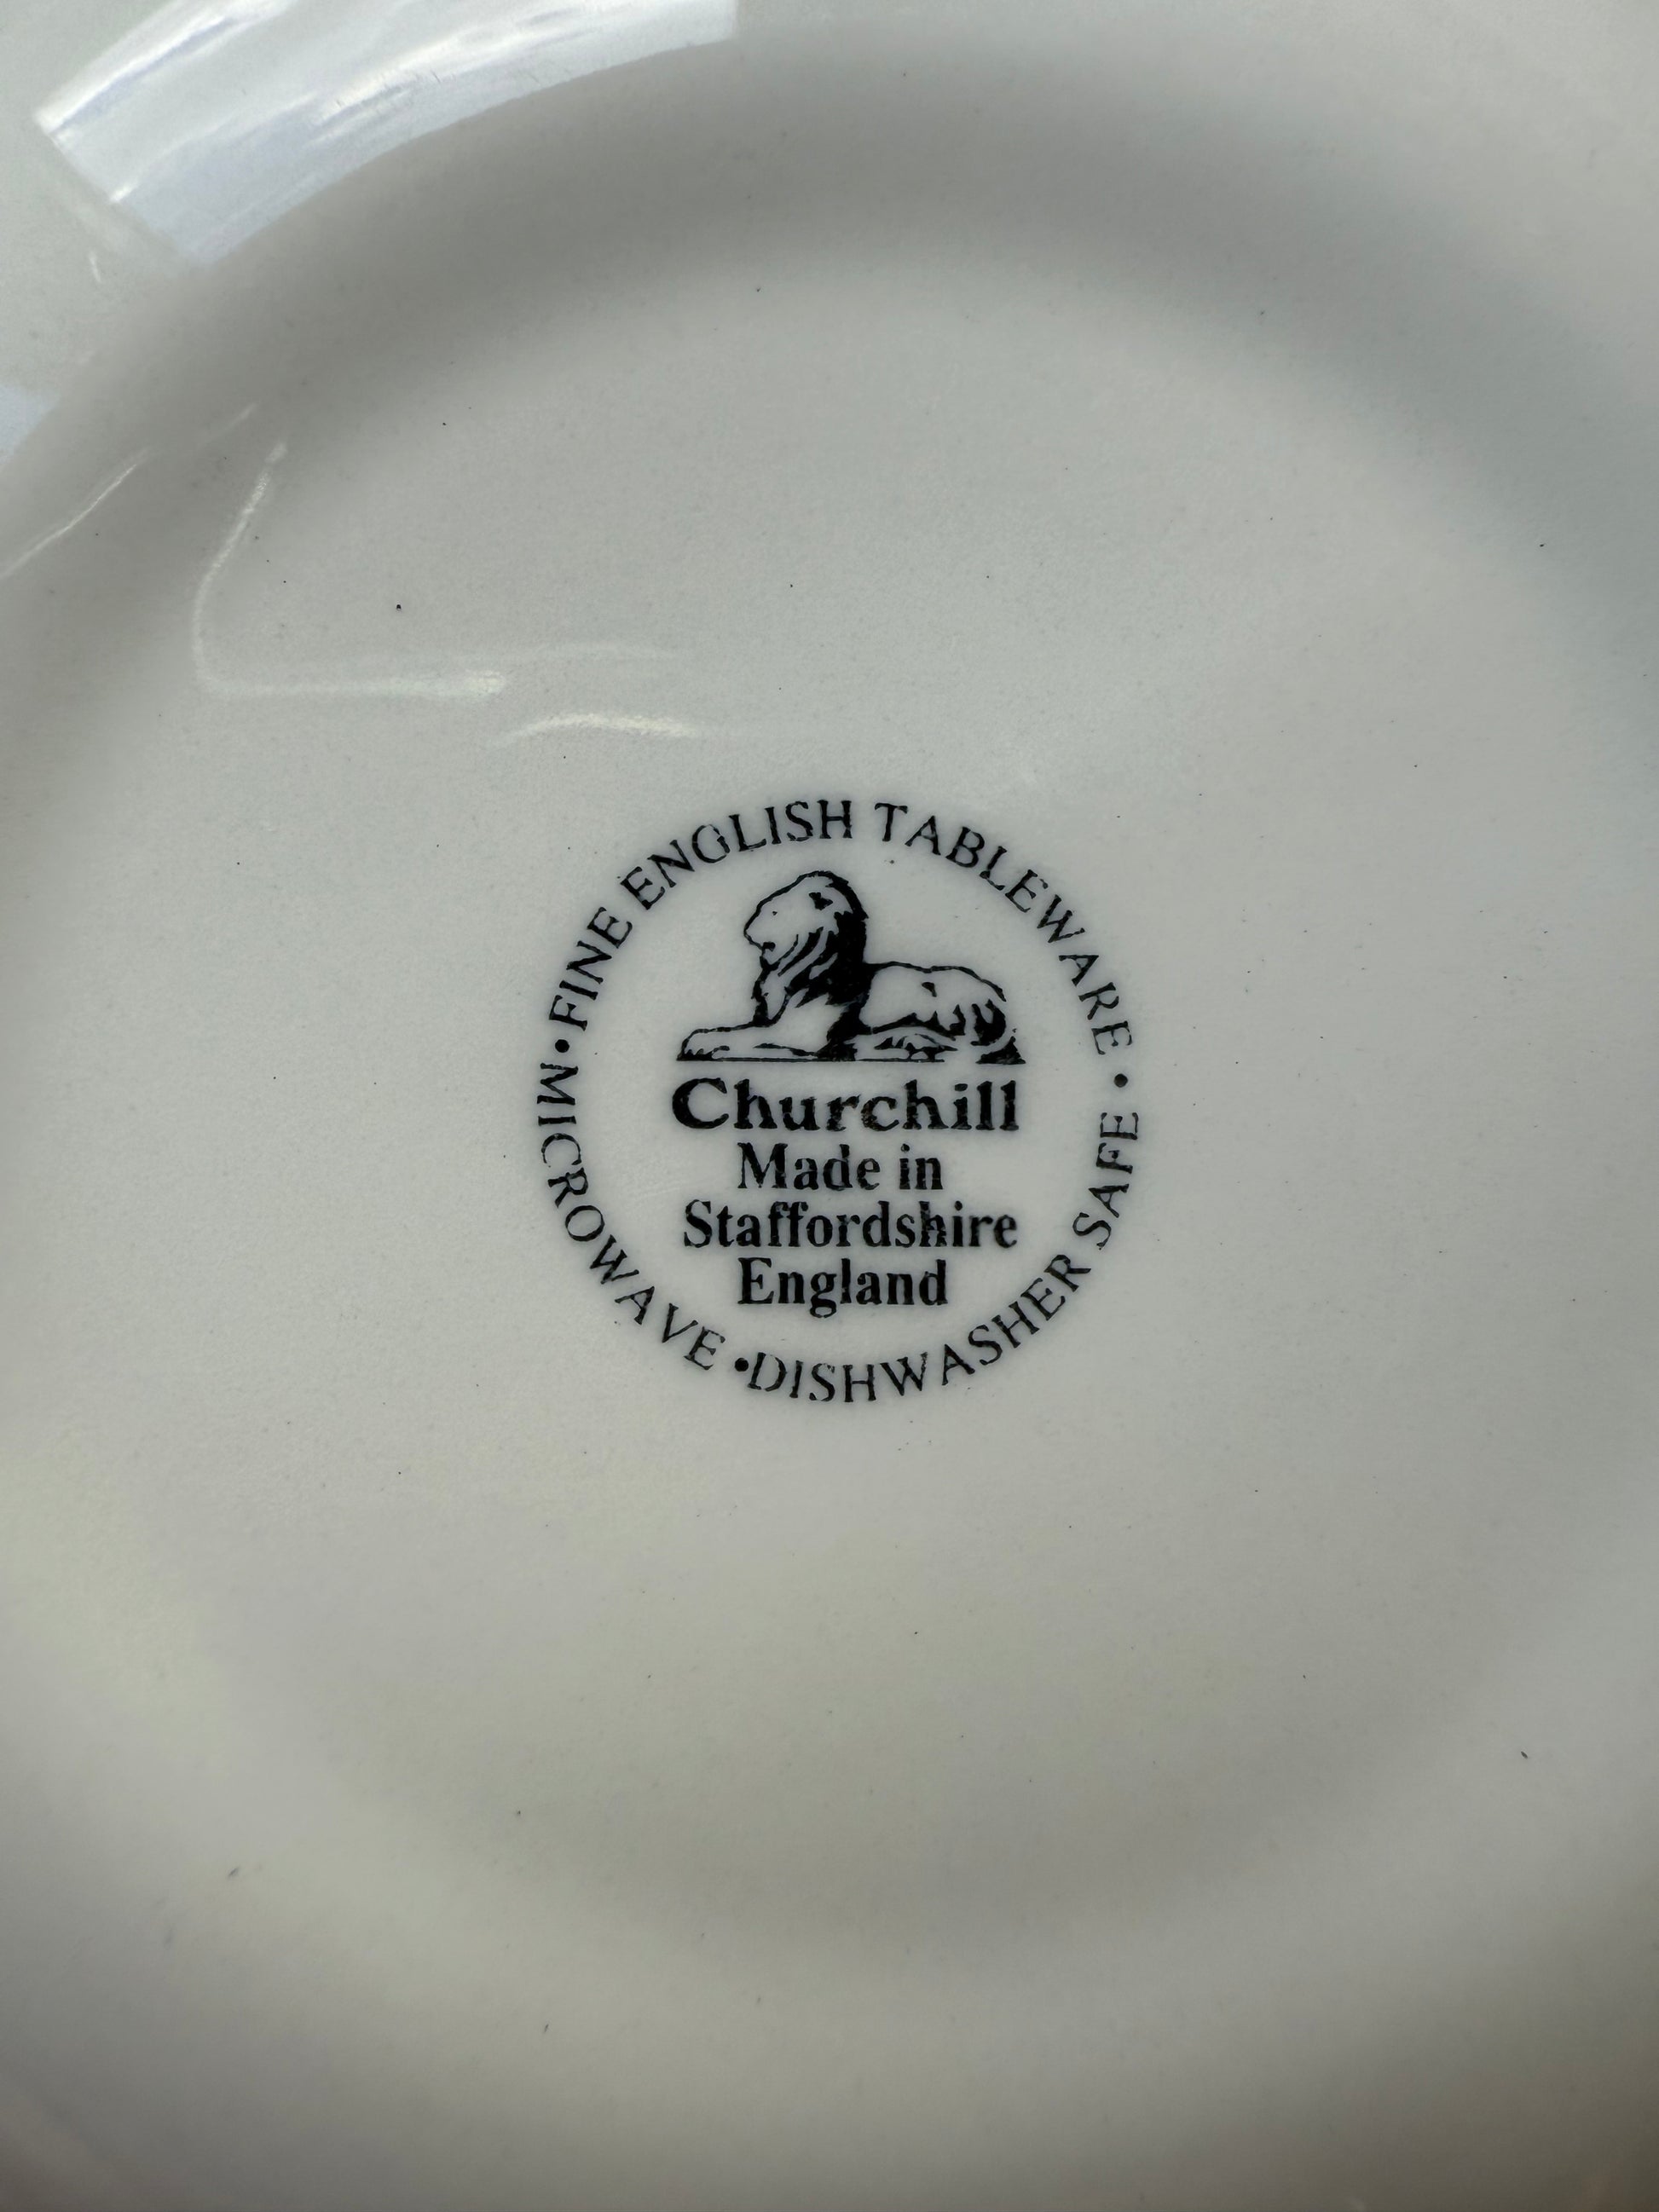 •FINE ENGLISH TABLEWARE•
Churchill
Made in
Staffordshire
England
MICROWAVE•DISHWASHER SAFE